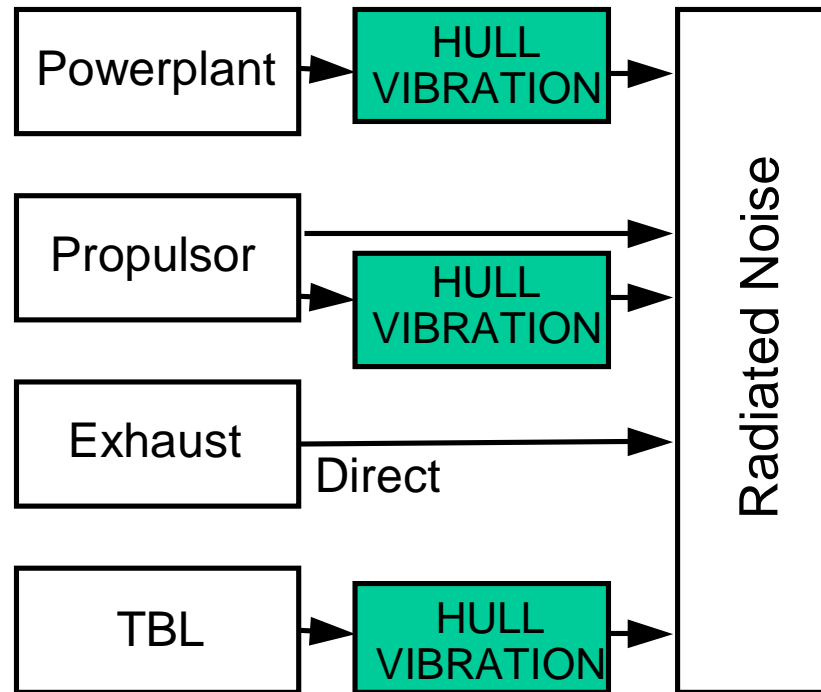 Powerplant
HULL
VIBRATION
Propulsor
HULL
VIBRATION
Exhaust
Direct
TBL
HULL
VIBRATION
Radiated Noise